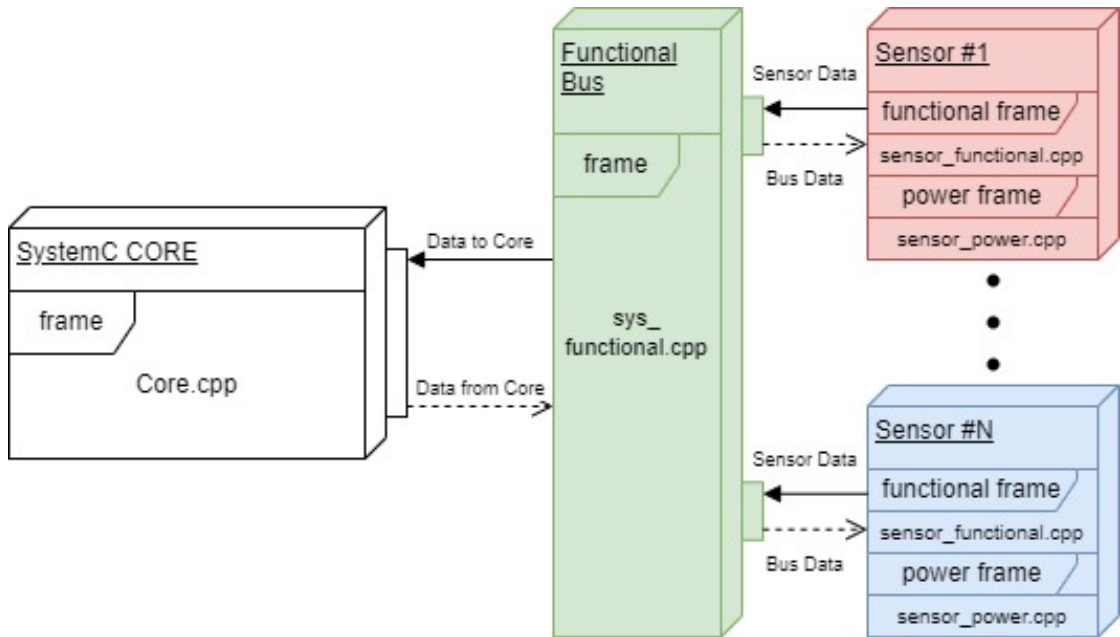 SystemC CORE
frame
Core.cpp
Data to Core
Data from Core
Functional
Bus
frame
sys_
functional.cpp
Sensor Data
Bus Data
Sensor #1
functional frame
sensor_functional.cpp
power frame
sensor_power.cpp
Sensor Data
Bus Data
Sensor #N
functional frame
sensor_functional.cpp
power frame
sensor_power.cpp